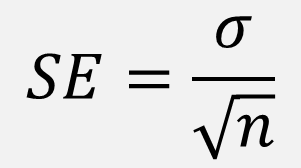 SE = σ / √n